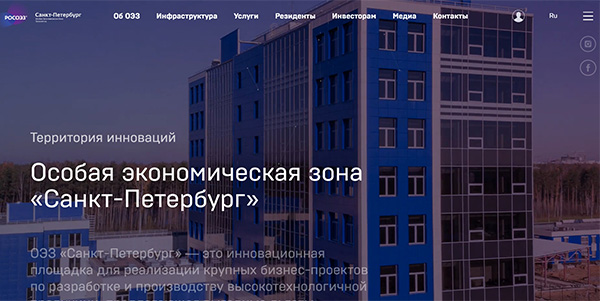 РОСОЭЗ
Санкт-Петербург
Об ОЭЗ Инфраструктура Услуги Резиденты Инвесторам Медиа Контакты
Ru
Территория инноваций
Особая экономическая зона
«Санкт-Петербург»
ОЭЗ «Санкт-Петербург» — это инновационная
площадка для реализации крупных бизнес-проектов
по разработке и производству высокотехнологичной